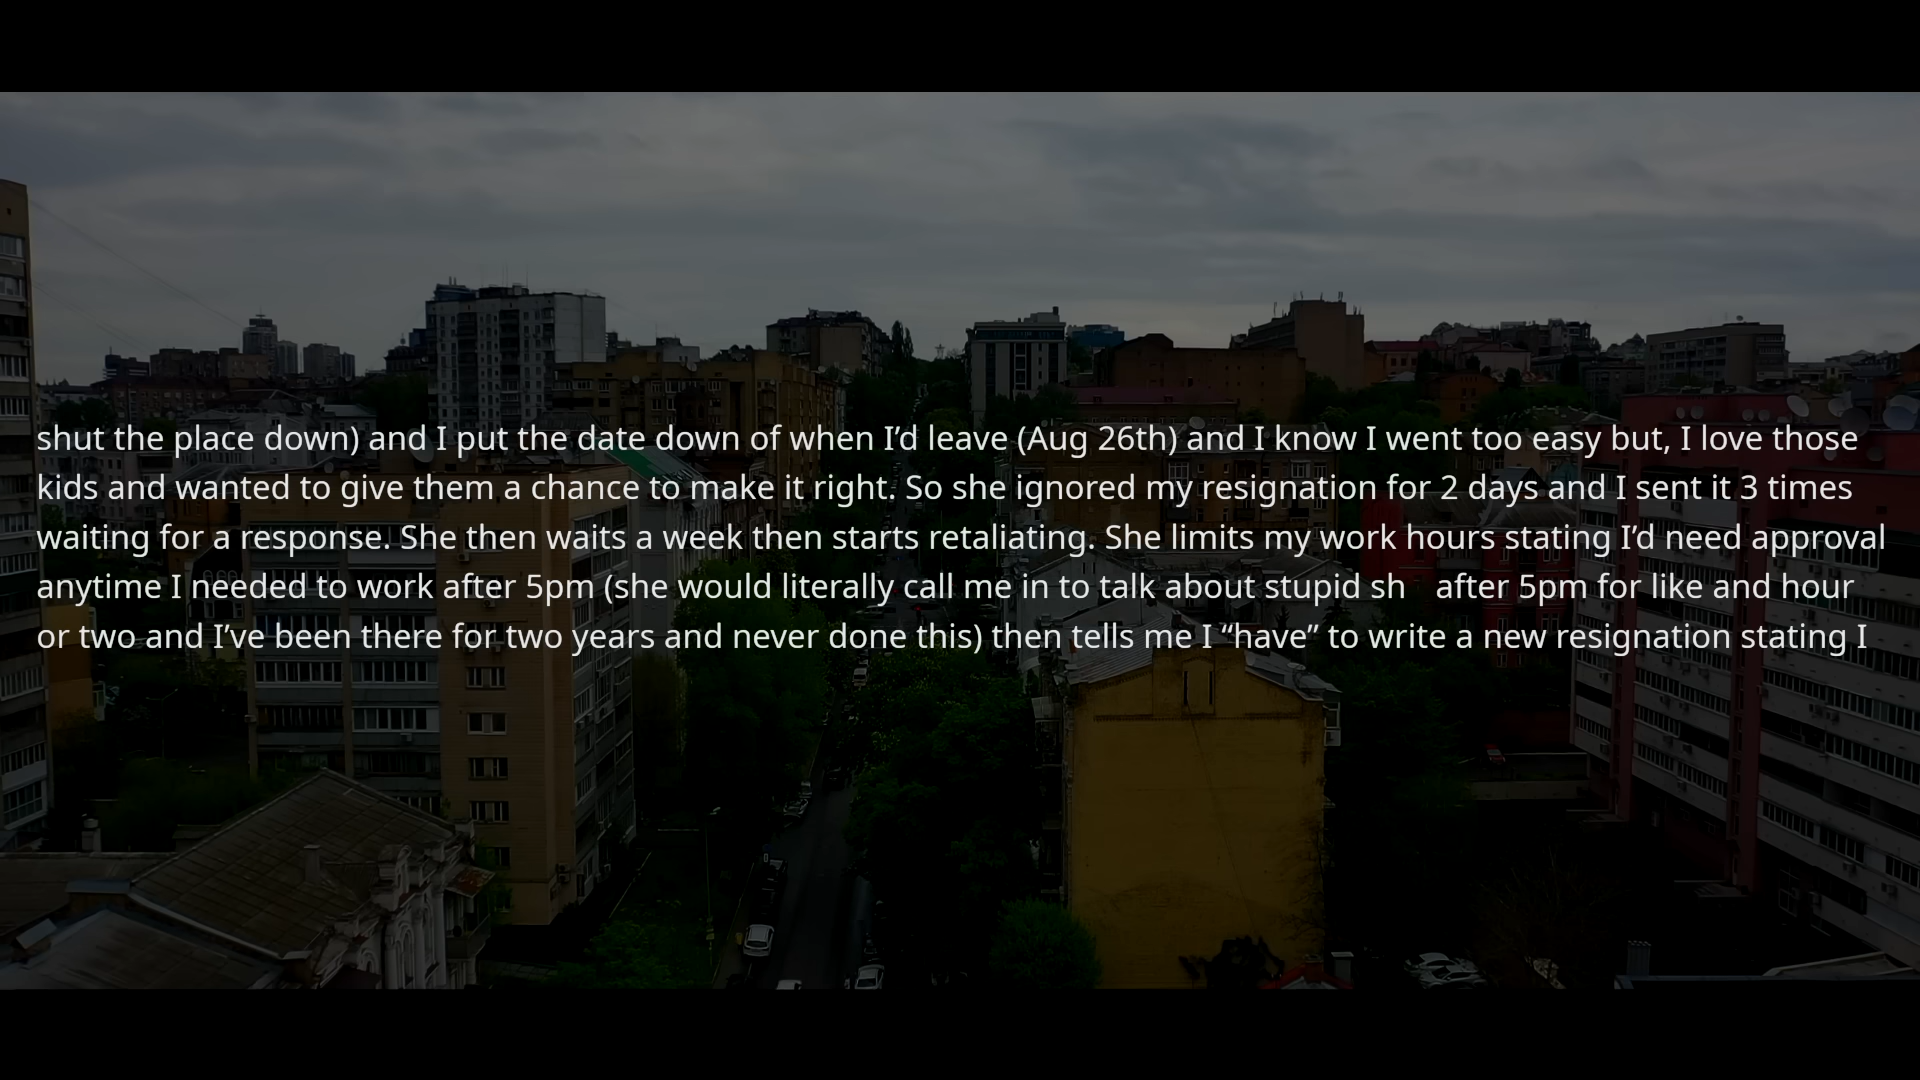 shut the place down) and I put the date down of when I’d leave (Aug 26th) and I know I went too easy but, I love those
kids and wanted to give them a chance to make it right. So she ignored my resignation for 2 days and I sent it 3 times
waiting for a response. She then waits a week then starts retaliating. She limits my work hours stating I’d need approval
anytime I needed to work after 5pm (she would literally call me in to talk about stupid sh   after 5pm for like and hour
or two and I’ve been there for two years and never done this) then tells me I “have” to write a new resignation stating I